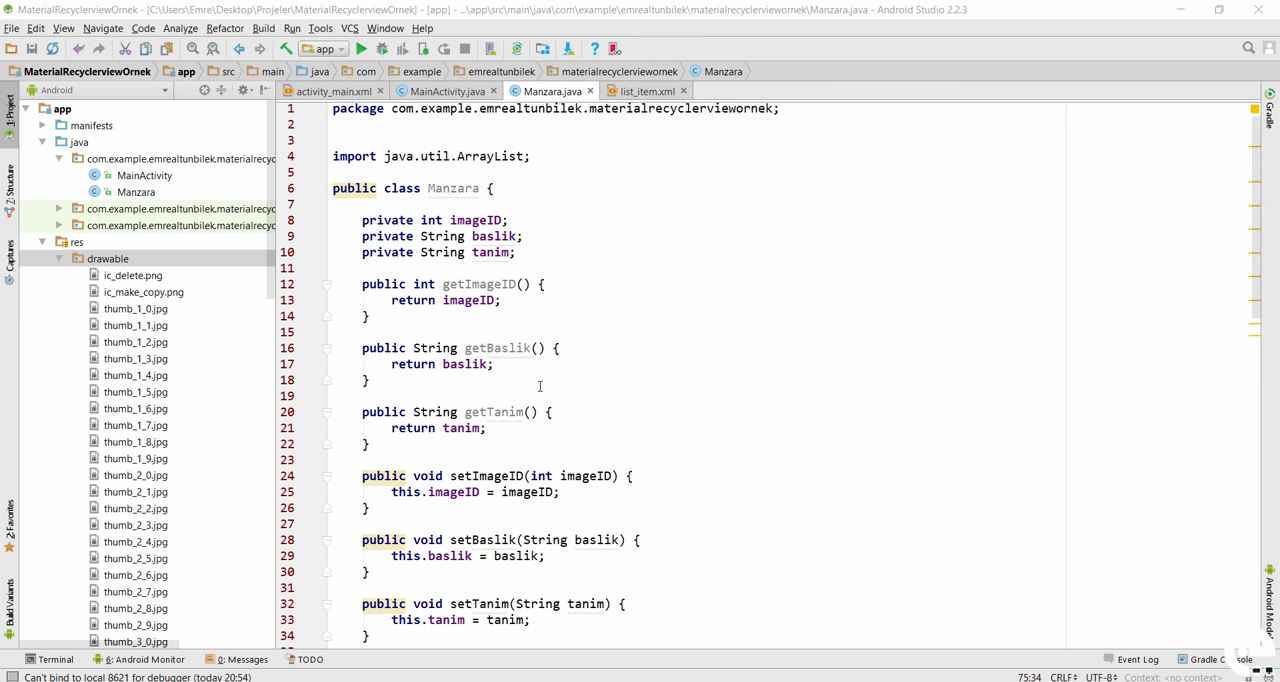 MaterialRecyclerviewOrnek - [C:\Users\Emre\Desktop\Projeler\MaterialRecyclerviewOrnek] - [app] - ...\app\src\main\java\com\example\emrealtunbilek\materialrecyclerviewornek\Manzara.java - Android Studio 2.2.3
File Edit View Navigate Code Analyze Refactor Build Run Tools VCS Window Help
app
MaterialRecyclerviewOrnek app src main java com example emrealtunbilek materialrecyclerviewornek Manzara
Android
activity_main.xml MainActivity.java Manzara.java list_item.xml
1: Project
7: Structure
Captures
2: Favorites
Build Variants
app
manifests
java
com.example.emrealtunbilek.materialrecyc
MainActivity
Manzara
com.example.emrealtunbilek.materialrecyc
com.example.emrealtunbilek.materialrecyc
res
drawable
ic_delete.png
ic_make_copy.png
thumb_1_0.jpg
thumb_1_1.jpg
thumb_1_2.jpg
thumb_1_3.jpg
thumb_1_4.jpg
thumb_1_5.jpg
thumb_1_6.jpg
thumb_1_7.jpg
thumb_1_8.jpg
thumb_1_9.jpg
thumb_2_0.jpg
thumb_2_1.jpg
thumb_2_2.jpg
thumb_2_3.jpg
thumb_2_4.jpg
thumb_2_5.jpg
thumb_2_6.jpg
thumb_2_7.jpg
thumb_2_8.jpg
thumb_2_9.jpg
thumb_3_0.jpg
1 package com.example.emrealtunbilek.materialrecyclerviewornek;
2
3
4 import java.util.ArrayList;
5
6 public class Manzara {
7
8 private int imageID;
9 private String baslik;
10 private String tanim;
11
12 public int getImageID() {
13 return imageID;
14 }
15
16 public String getBaslik() {
17 return baslik;
18 }
19
20 public String getTanim() {
21 return tanim;
22 }
23
24 public void setImageID(int imageID) {
25 this.imageID = imageID;
26 }
27
28 public void setBaslik(String baslik) {
29 this.baslik = baslik;
30 }
31
32 public void setTanim(String tanim) {
33 this.tanim = tanim;
34 }
Gradle
Android Model
Terminal 6: Android Monitor 0: Messages TODO Event Log Gradle
Can't bind to local 8621 for debugger (today 20:54) 75:34 CRLF UTF-8 Context: <no context>